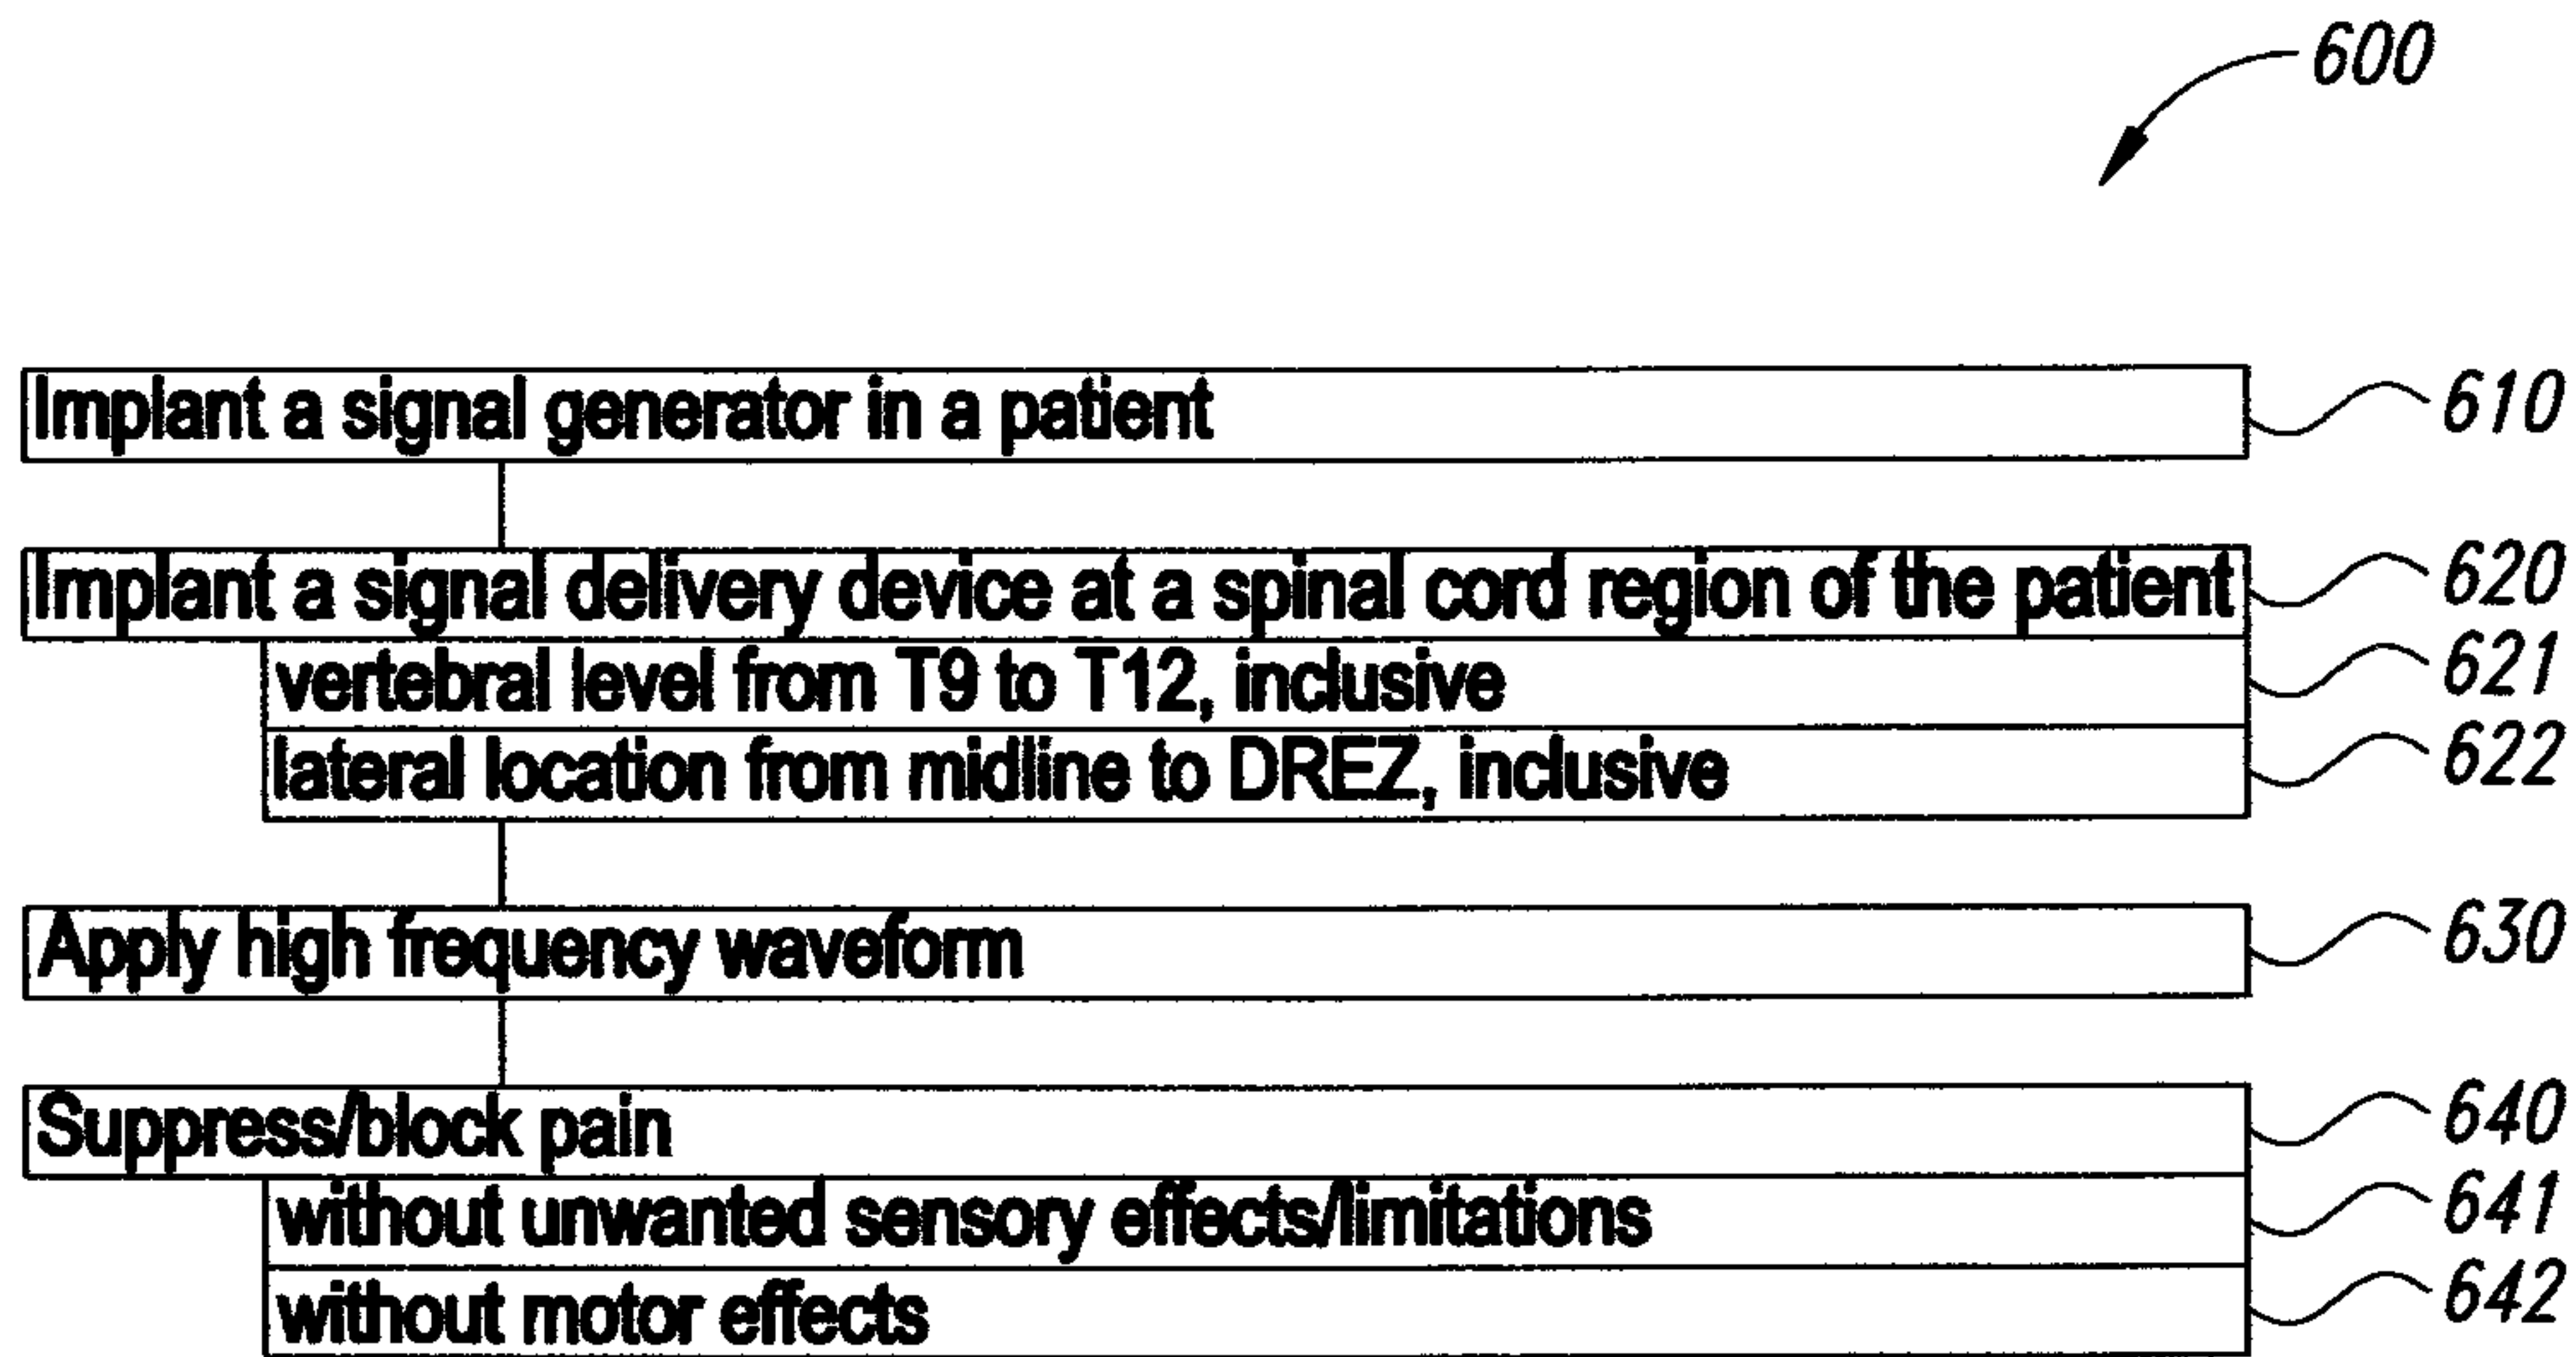 600
Implant a signal generator in a patient 610
Implant a signal delivery device at a spinal cord region of the patient 620
vertebral level from T9 to T12, inclusive 621
lateral location from midline to DREZ, inclusive 622
Apply high frequency waveform 630
Suppress/block pain 640
without unwanted sensory effects/limitations 641
without motor effects 642